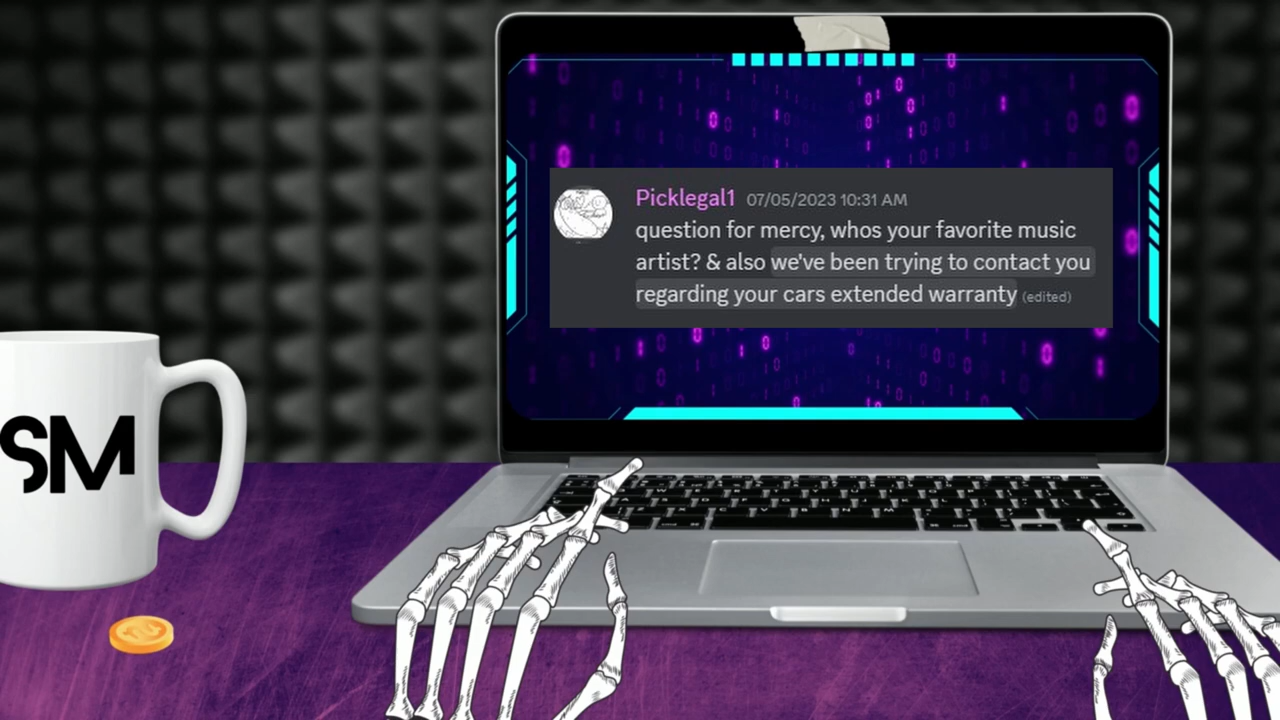 Picklegal1 07/05/2023 10:31 AM
question for mercy, whos your favorite music
artist? & also we've been trying to contact you
regarding your cars extended warranty (edited)
SM